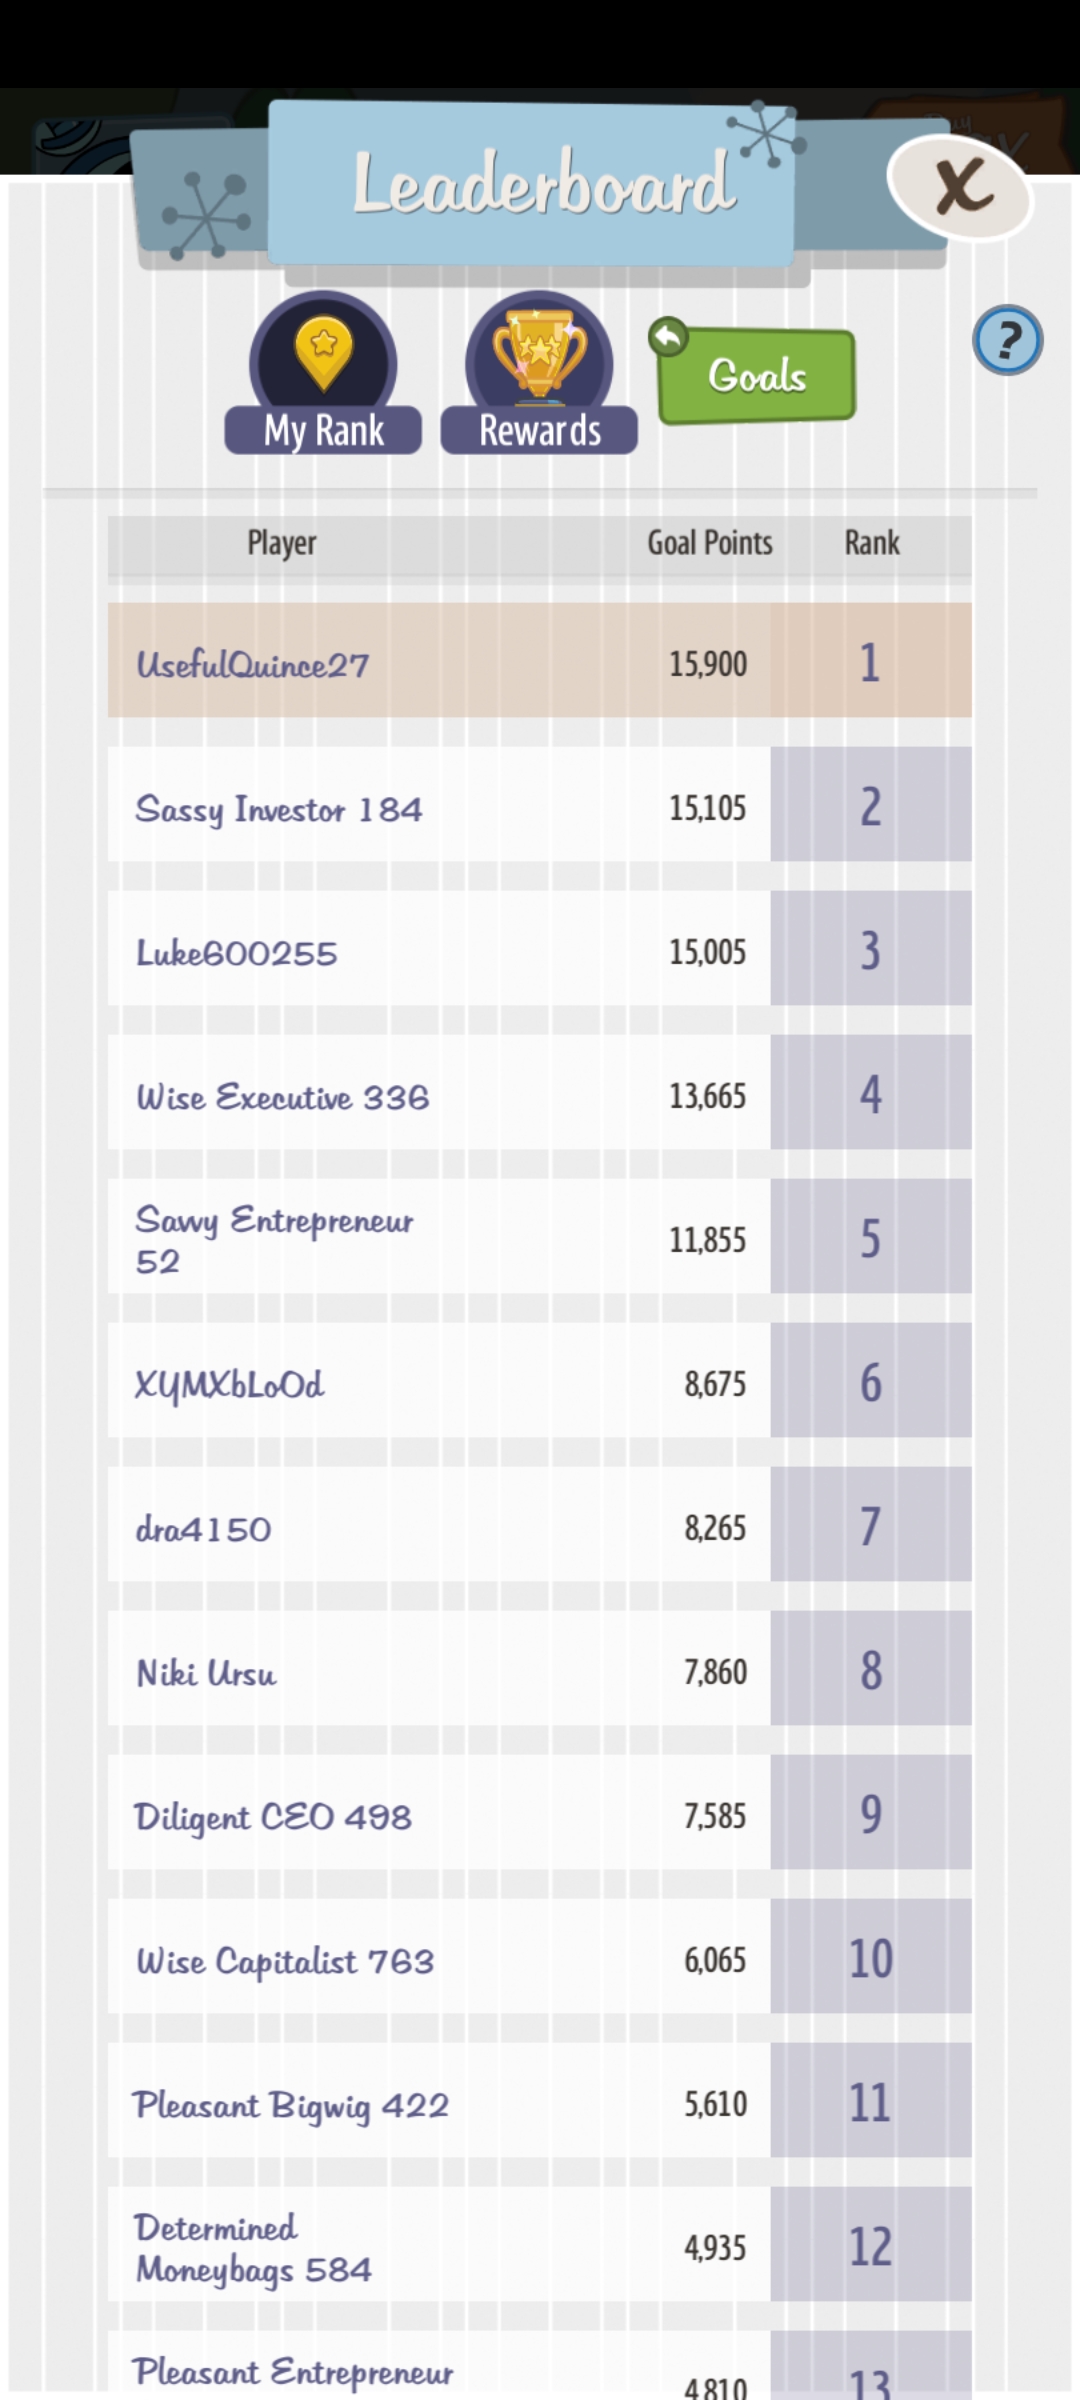 Leaderboard
X
My Rank
Rewards
Goals
?
Player Goal Points Rank
UsefulQuince27 15,900 1
Sassy Investor 184 15,105 2
Luke600255 15,005 3
Wise Executive 336 13,665 4
Savvy Entrepreneur
52 11,855 5
XYMXbLoOd 8,675 6
dra4150 8,265 7
Niki Ursu 7,860 8
Diligent CEO 498 7,585 9
Wise Capitalist 763 6,065 10
Pleasant Bigwig 422 5,610 11
Determined
Moneybags 584 4,935 12
Pleasant Entrepreneur
4,810 13